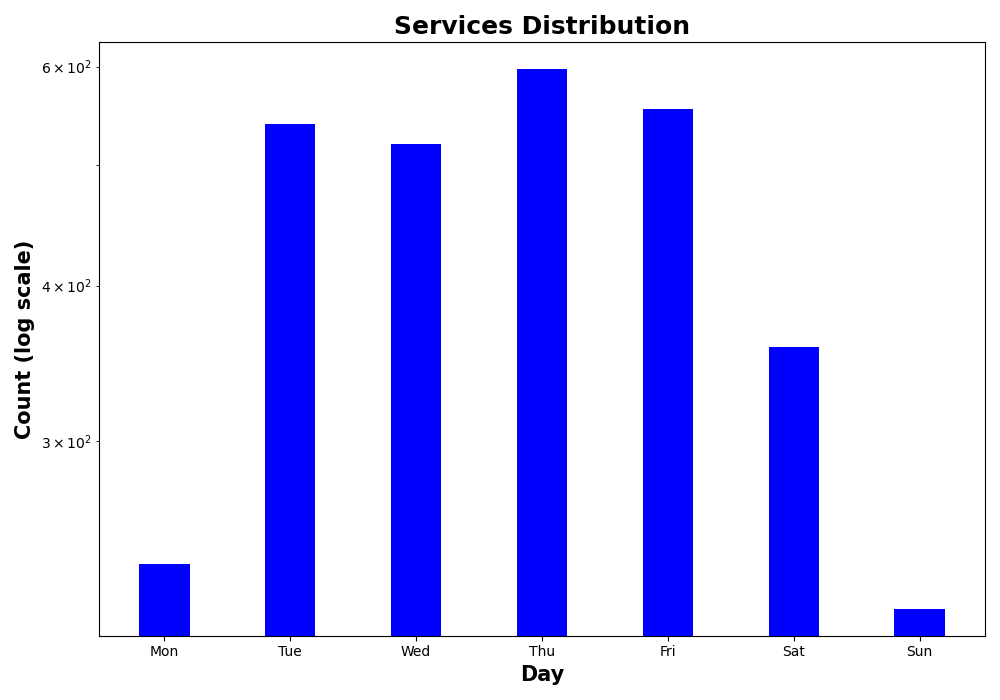 Services Distribution
Count (log scale)
6 × 10²
4 × 10²
3 × 10²
Mon Tue Wed Thu Fri Sat Sun
Day